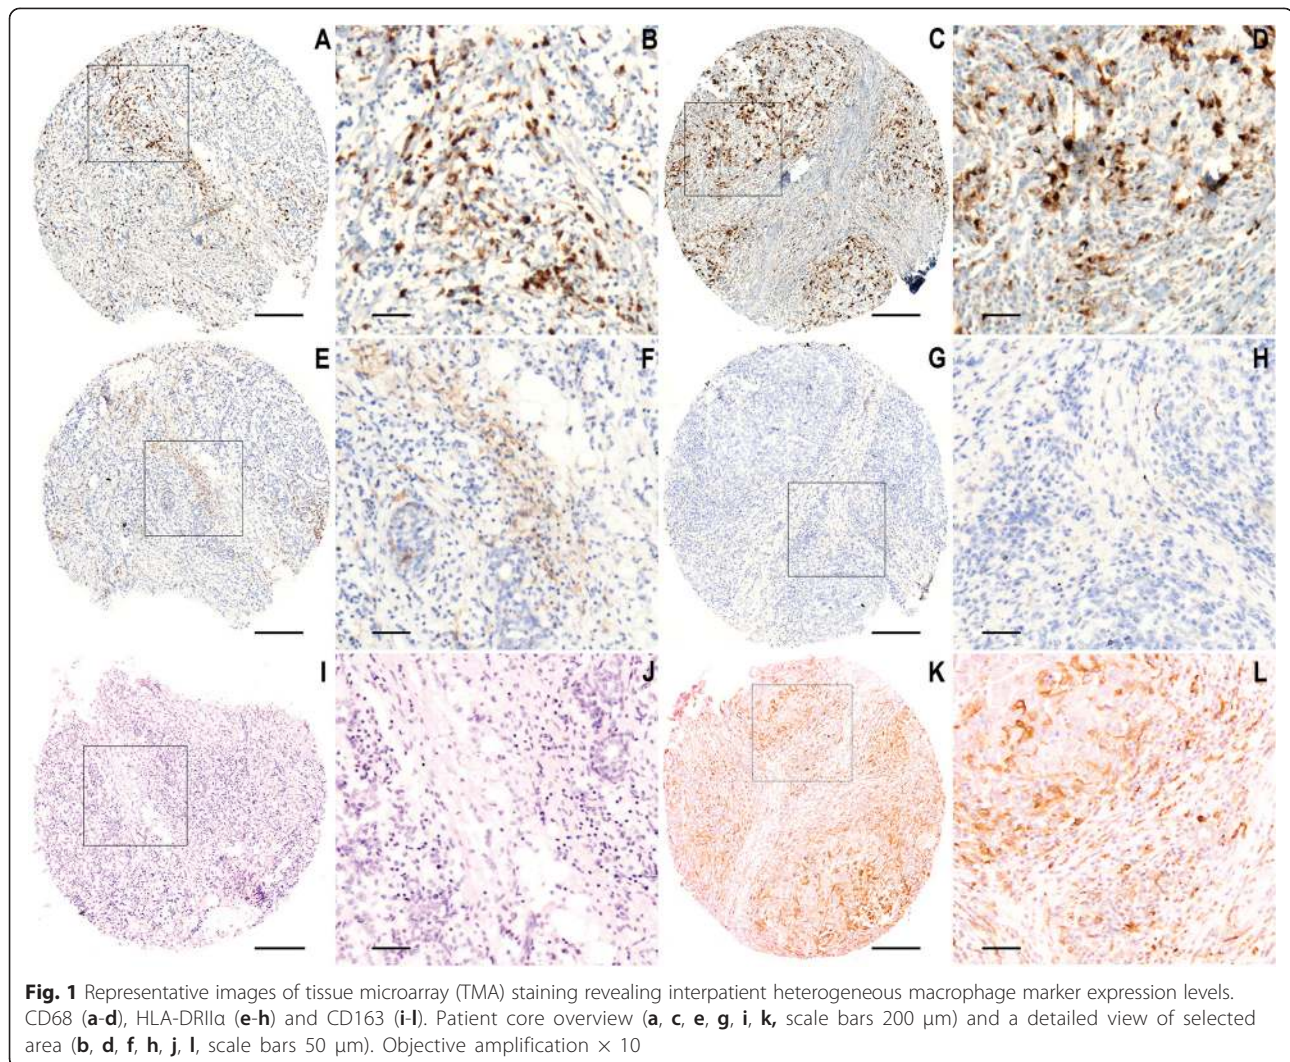 A B C D
E F G H
I J K L
Fig. 1 Representative images of tissue microarray (TMA) staining revealing interpatient heterogeneous macrophage marker expression levels.
CD68 (a-d), HLA-DRIIα (e-h) and CD163 (i-l). Patient core overview (a, c, e, g, i, k, scale bars 200 μm) and a detailed view of selected
area (b, d, f, h, j, l, scale bars 50 μm). Objective amplification × 10